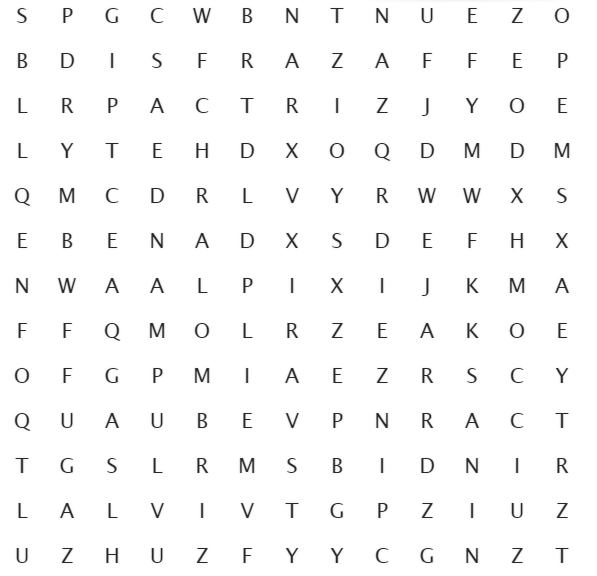 S P G C W B N T N U E Z O
B D I S F R A Z A F F E P
L R P A C T R I Z J Y O E
L Y T E H D X O Q D M D M
Q M C D R L V Y R W W X S
E B E N A D X S D E F H X
N W A A L P I X I J K M A
F F Q M O L R Z E A K O E
O F G P M I A E Z R S C Y
Q U A U B E V P N R A C T
T G S L R M S B I D N I R
L A L V I V T G P Z I U Z
U Z H U Z F Y Y C G N Z T